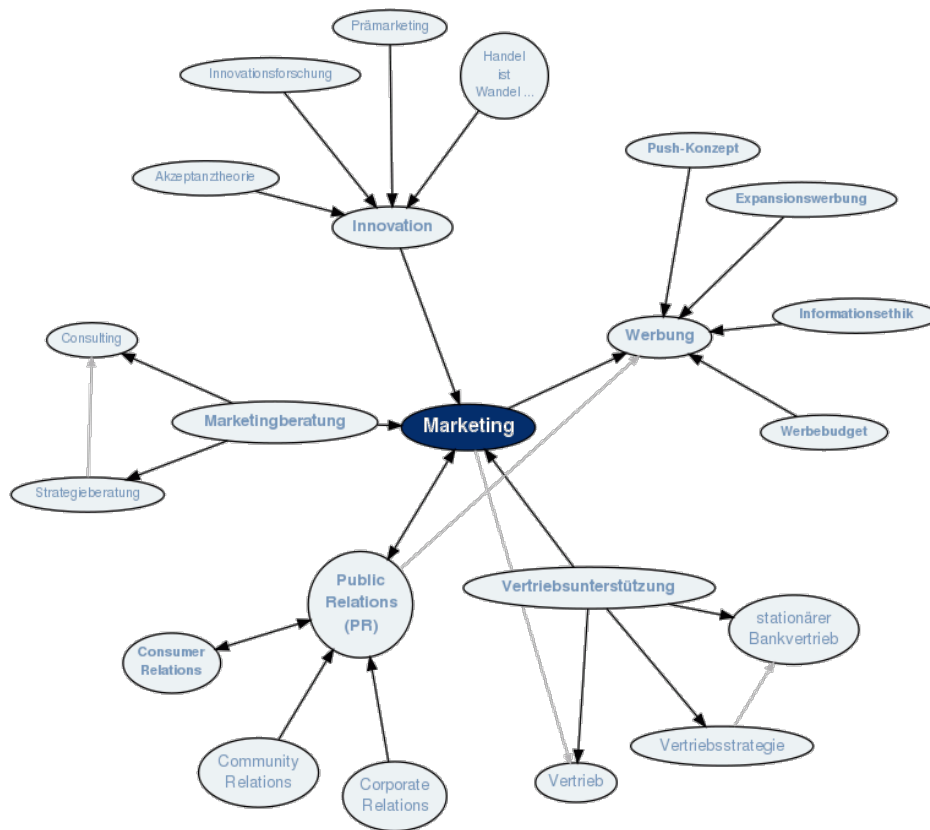 Prämarketing
Innovationsforschung
Handel
ist
Wandel ...
Akzeptanztheorie
Innovation
Push-Konzept
Expansionswerbung
Informationsethik
Werbung
Werbebudget
Consulting
Marketingberatung
Marketing
Strategieberatung
Public
Relations
(PR)
Vertriebsunterstützung
stationärer
Bankvertrieb
Consumer
Relations
Community
Relations
Corporate
Relations
Vertrieb
Vertriebsstrategie